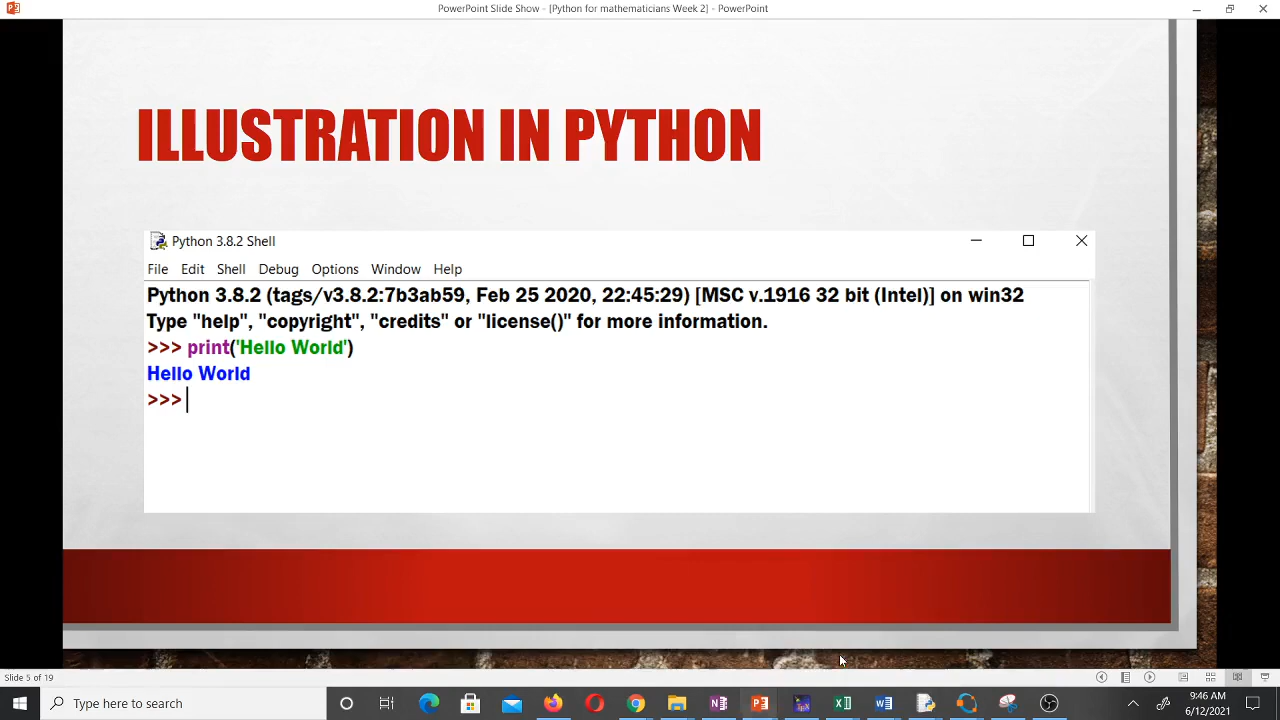 PowerPoint Slide Show - [Python for mathematicians Week 2] - PowerPoint
ILLUSTRATION IN PYTHON
Python 3.8.2 Shell
File Edit Shell Debug Options Window Help
Python 3.8.2 (tags/v3.8.2:7b3ab59, Feb 25 2020, 22:45:29) [MSC v.1916 32 bit (Intel)] on win32
Type "help", "copyright", "credits" or "license()" for more information.
>>> print('Hello World')
Hello World
>>>
Slide 5 of 19
Type here to search
9:46 AM
6/12/2021